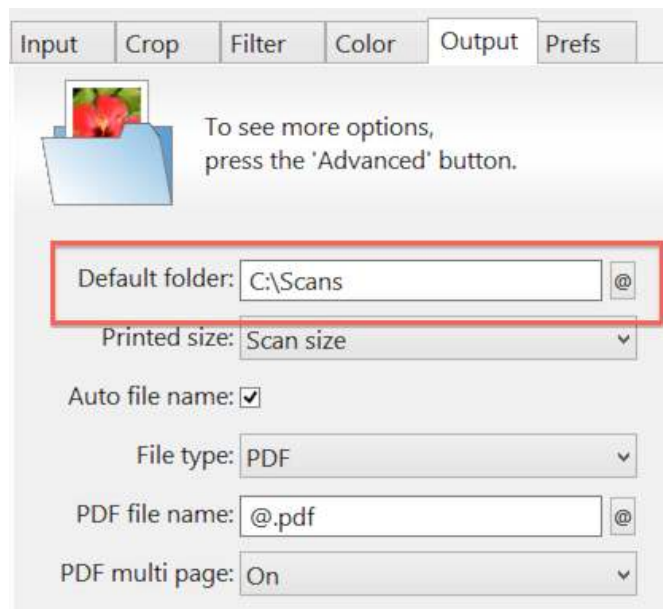 Input Crop Filter Color Output Prefs
To see more options,
press the 'Advanced' button.
Default folder: C:\Scans @
Printed size: Scan size
Auto file name:
File type: PDF
PDF file name: @.pdf @
PDF multi page: On